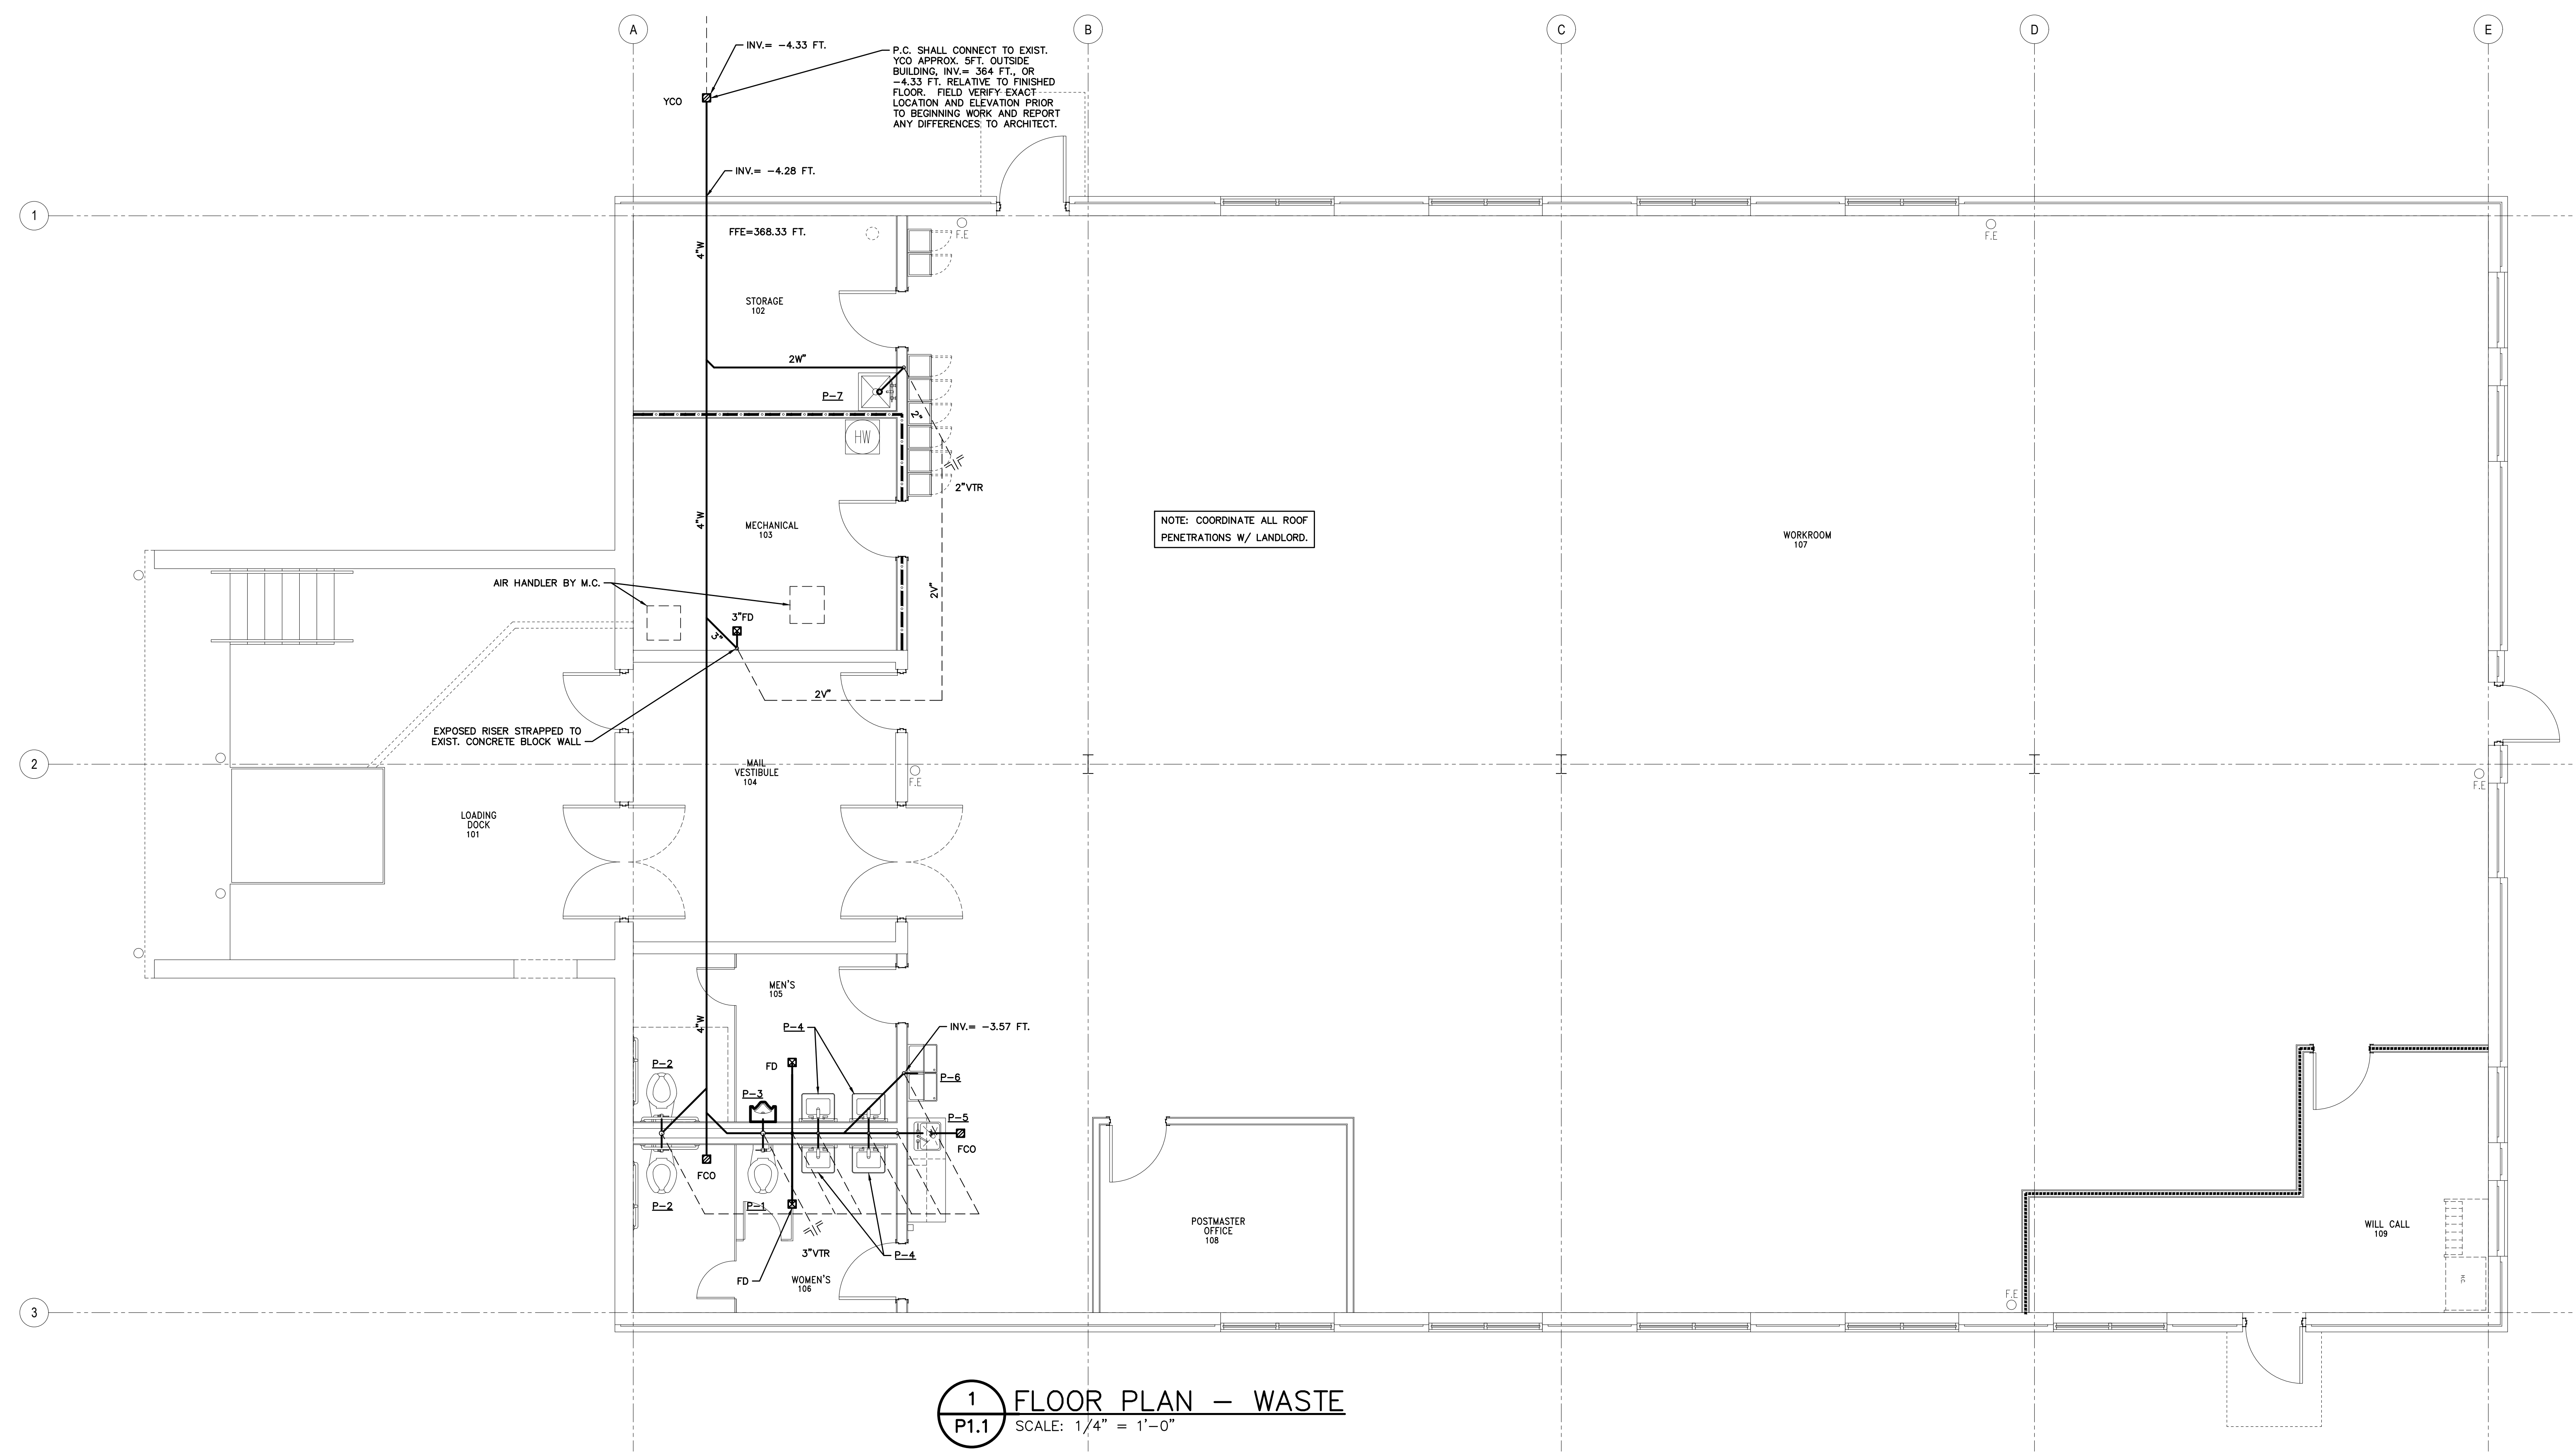 A
B
C
D
E
INV.= -4.33 FT.
P.C. SHALL CONNECT TO EXIST.
YCO APPROX. 5FT. OUTSIDE
BUILDING, INV.= 364 FT., OR
-4.33 FT. RELATIVE TO FINISHED
FLOOR. FIELD VERIFY EXACT
LOCATION AND ELEVATION PRIOR
TO BEGINNING WORK AND REPORT
ANY DIFFERENCES TO ARCHITECT.
YCO
INV.= -4.28 FT.
1
FFE=368.33 FT.
F.E
F.E
4"W
STORAGE
102
2W"
P-7
2"
HW
2"VTR
4"W
MECHANICAL
103
NOTE: COORDINATE ALL ROOF
PENETRATIONS W/ LANDLORD.
WORKROOM
107
AIR HANDLER BY M.C.
2V"
3"FD
3"
2V"
EXPOSED RISER STRAPPED TO
EXIST. CONCRETE BLOCK WALL
2
MAIL
VESTIBULE
104
F.E
F.E
LOADING
DOCK
101
MEN'S
105
4"W
P-4
INV.= -3.57 FT.
P-2
FD
P-6
P-3
P-5
FCO
FCO
P-2
P-1
POSTMASTER
OFFICE
108
WILL CALL
109
3"VTR
P-4
FD
WOMEN'S
106
H.C.
F.E
3
1
P1.1
FLOOR PLAN - WASTE
SCALE: 1/4" = 1'-0"